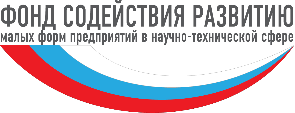 ФОНД СОДЕЙСТВИЯ РАЗВИТИЮ
малых форм предприятий в научно-технической сфере